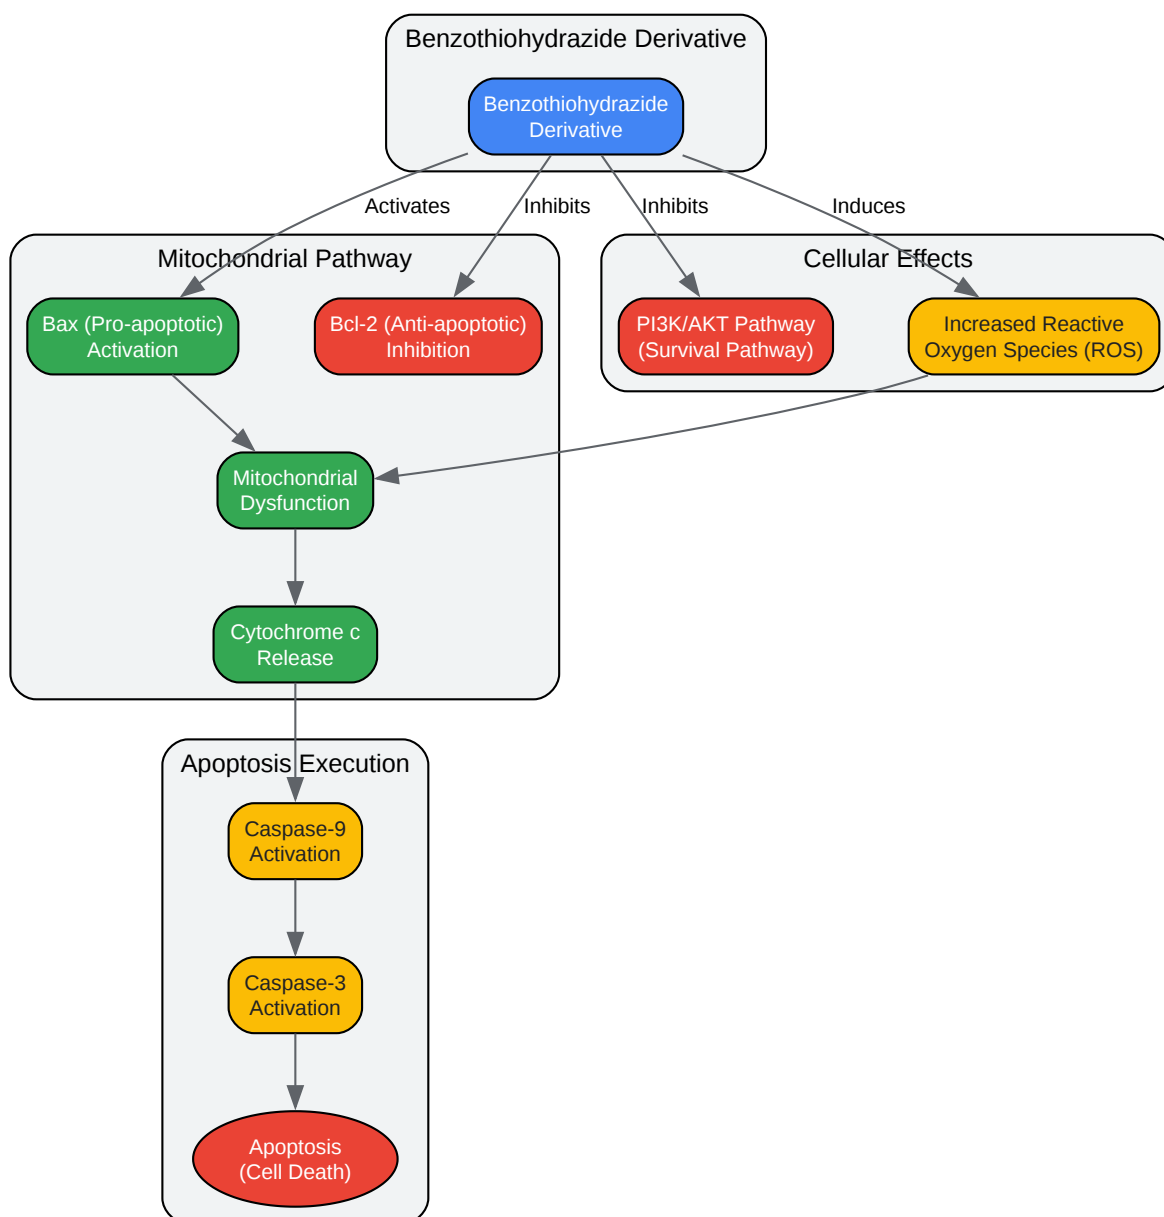 Benzothiohydrazide Derivative
Benzothiohydrazide
Derivative
Activates
Inhibits
Inhibits
Induces
Mitochondrial Pathway
Cellular Effects
Bax (Pro-apoptotic)
Activation
Bcl-2 (Anti-apoptotic)
Inhibition
PI3K/AKT Pathway
(Survival Pathway)
Increased Reactive
Oxygen Species (ROS)
Mitochondrial
Dysfunction
Cytochrome c
Release
Apoptosis Execution
Caspase-9
Activation
Caspase-3
Activation
Apoptosis
(Cell Death)